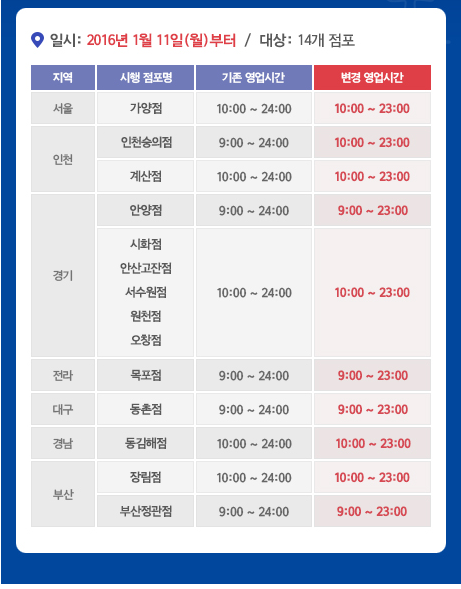 일시: 2016년 1월 11일(월)부터 / 대상: 14개 점포
지역 시행 점포명 기존 영업시간 변경 영업시간
서울 가양점 10:00 ~ 24:00 10:00 ~ 23:00
인천 인천숭의점 9:00 ~ 24:00 10:00 ~ 23:00
계산점 10:00 ~ 24:00 10:00 ~ 23:00
경기 안양점 9:00 ~ 24:00 9:00 ~ 23:00
시화점
안산고잔점
서수원점 10:00 ~ 24:00 10:00 ~ 23:00
원천점
오창점
전라 목포점 9:00 ~ 24:00 9:00 ~ 23:00
대구 동촌점 9:00 ~ 24:00 9:00 ~ 23:00
경남 동김해점 10:00 ~ 24:00 10:00 ~ 23:00
부산 장림점 10:00 ~ 24:00 10:00 ~ 23:00
부산정관점 9:00 ~ 24:00 9:00 ~ 23:00